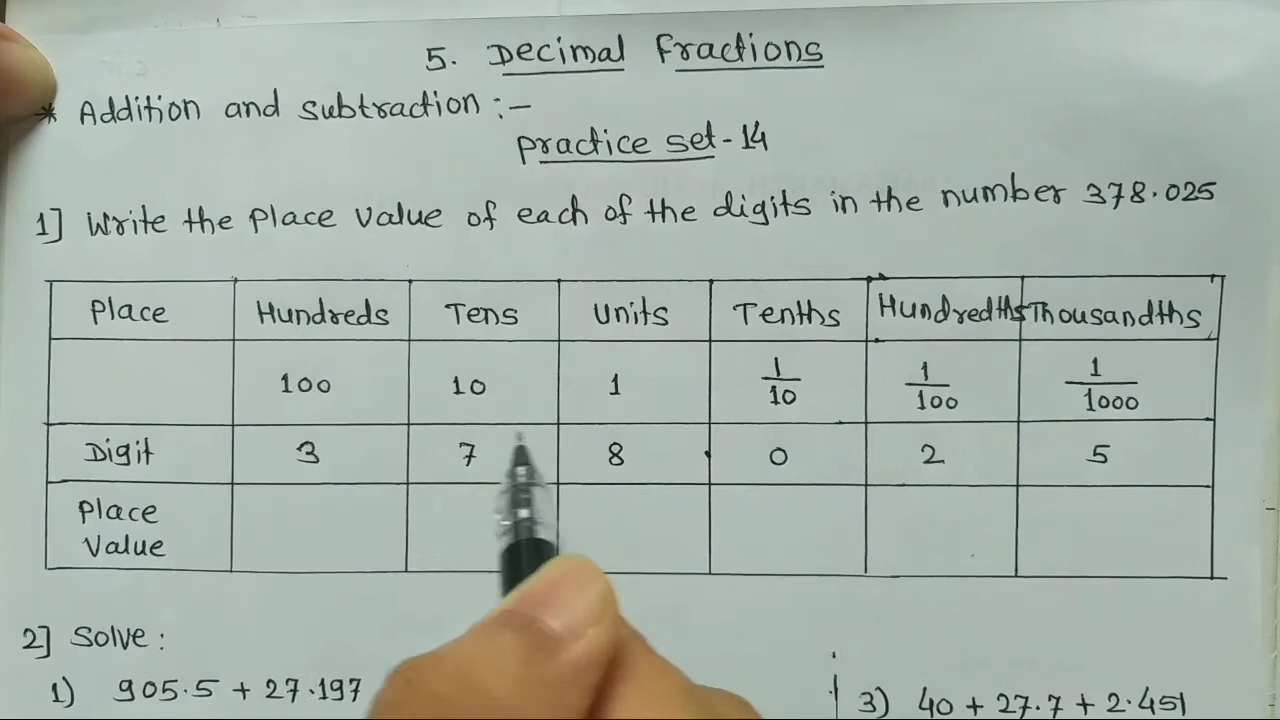 5. Decimal Fractions
* Addition and subtraction :-
Practice set-14
1] Write the place value of each of the digits in the number 378.025
Place Hundreds Tens Units Tenths Hundredths Thousandths
100 10 1 1/10 1/100 1/1000
Digit 3 7 8 0 2 5
Place
Value
2] Solve :
1) 905.5 + 27.197 3) 40 + 27.7 + 2.451